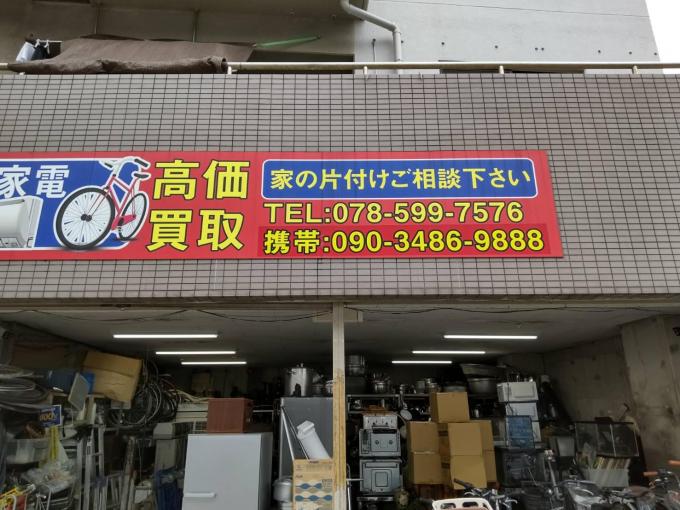 家電
高価
買取
家の片付けご相談下さい
TEL:078-599-7576
携帯:090-3486-9888